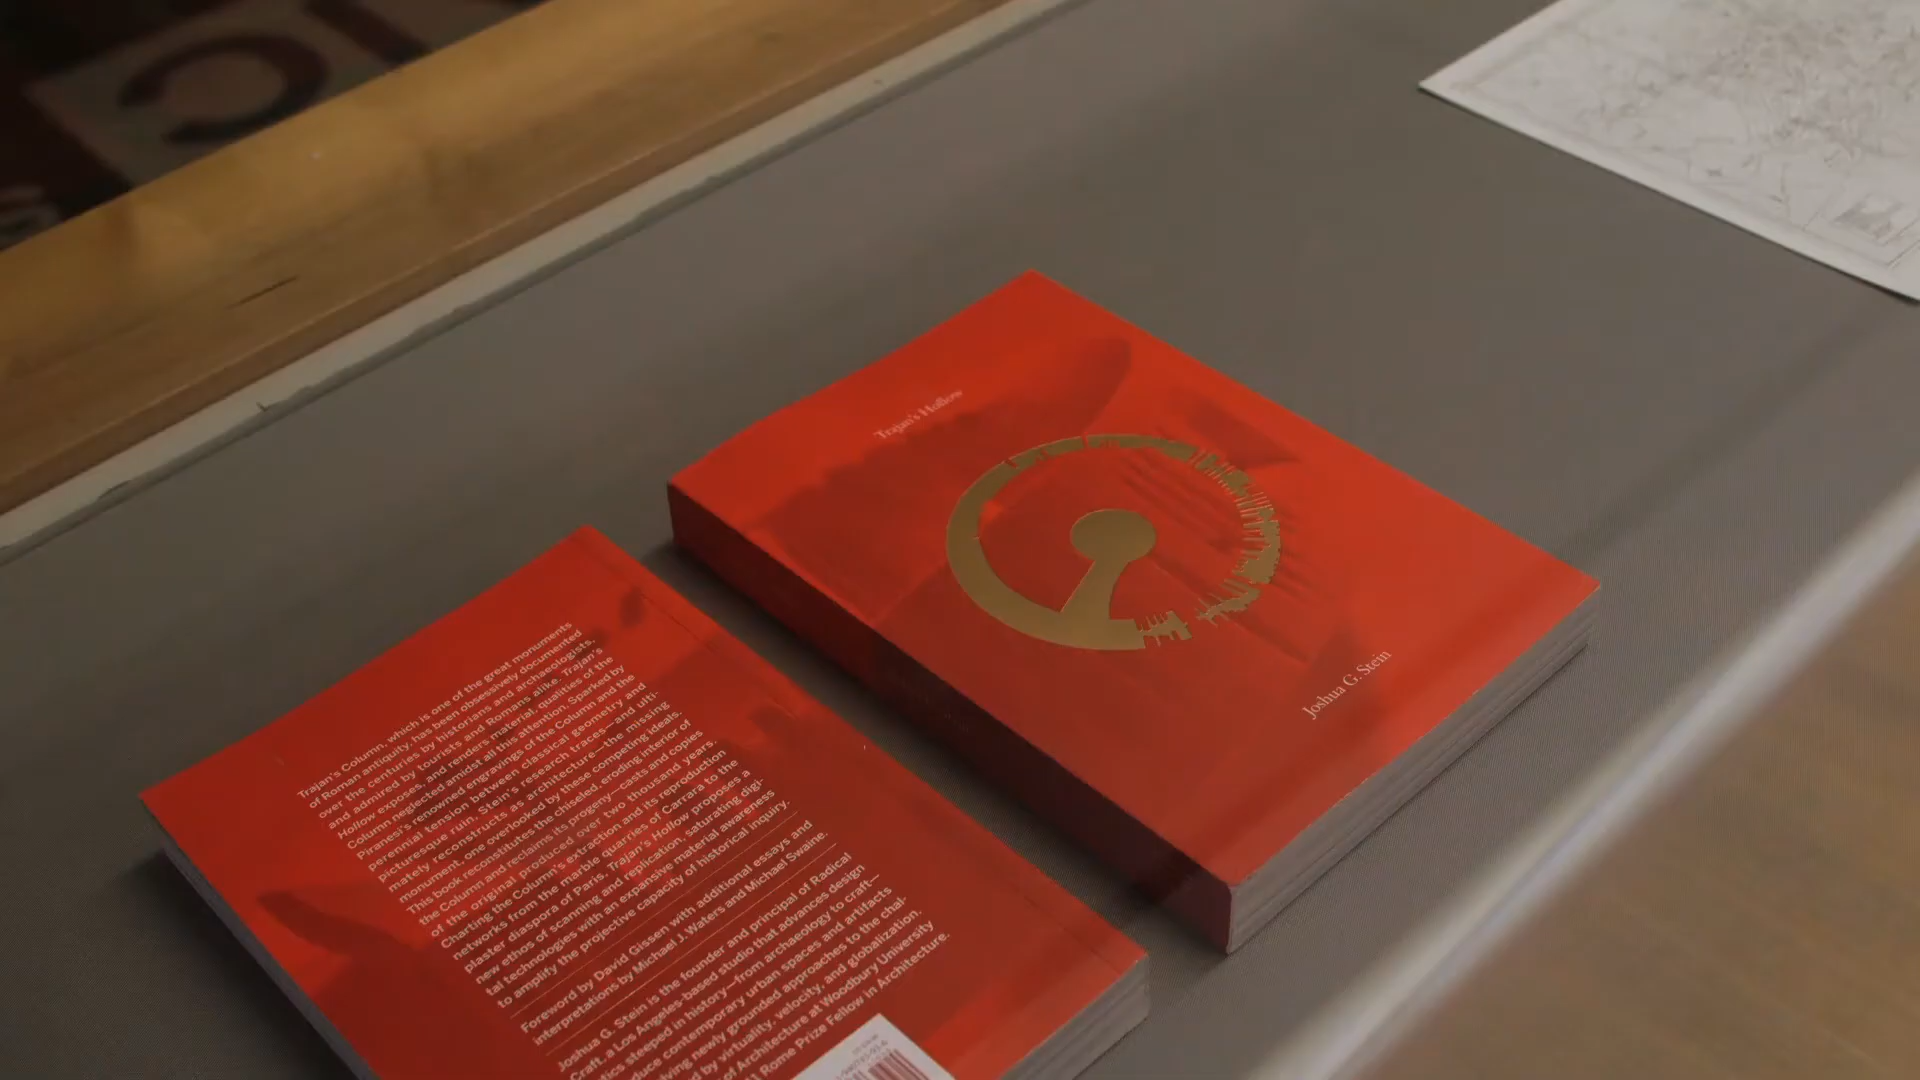 Trajan's Hollow
Joshua G. Stein
Trajan's Column, which is one of the great monuments
of Roman antiquity, has been obsessively documented
over the centuries by historians and archaeologists,
and admired by tourists and Romans alike. Trajan's
Hollow exposes, and renders material, qualities of the
Column neglected amidst all this attention. Sparked by
Piranesi's renowned engravings of the Column and the
perennial tension between classical geometry and
picturesque ruin, Stein's research traces—and ulti-
mately reconstructs as architecture—the missing
monument, one overlooked by these competing ideals.
This book reconstitutes the chiseled, eroding interior of
the Column and reclaims its progeny—casts and copies
of the original produced over two thousand years.
Charting the Column's extraction and its reproduction
networks from the marble quarries of Carrara to the
plaster diaspora of Paris, Trajan's Hollow proposes a
new ethos of scanning and replication, saturating digi-
tal technologies with an expansive material awareness
to amplify the projective capacity of historical inquiry.
Foreword by David Gissen with additional essays and
interpretations by Michael J. Waters and Michael Swaine.
Joshua G. Stein is the founder and principal of Radical
Craft, a Los Angeles-based studio that advances design
steeped in history—from archaeology to craft—
contemporary urban spaces and artifacts
newly grounded approaches to the chal-
by virtuality, velocity, and globalization.
of Architecture at Woodbury University
Rome Prize Fellow in Architecture.